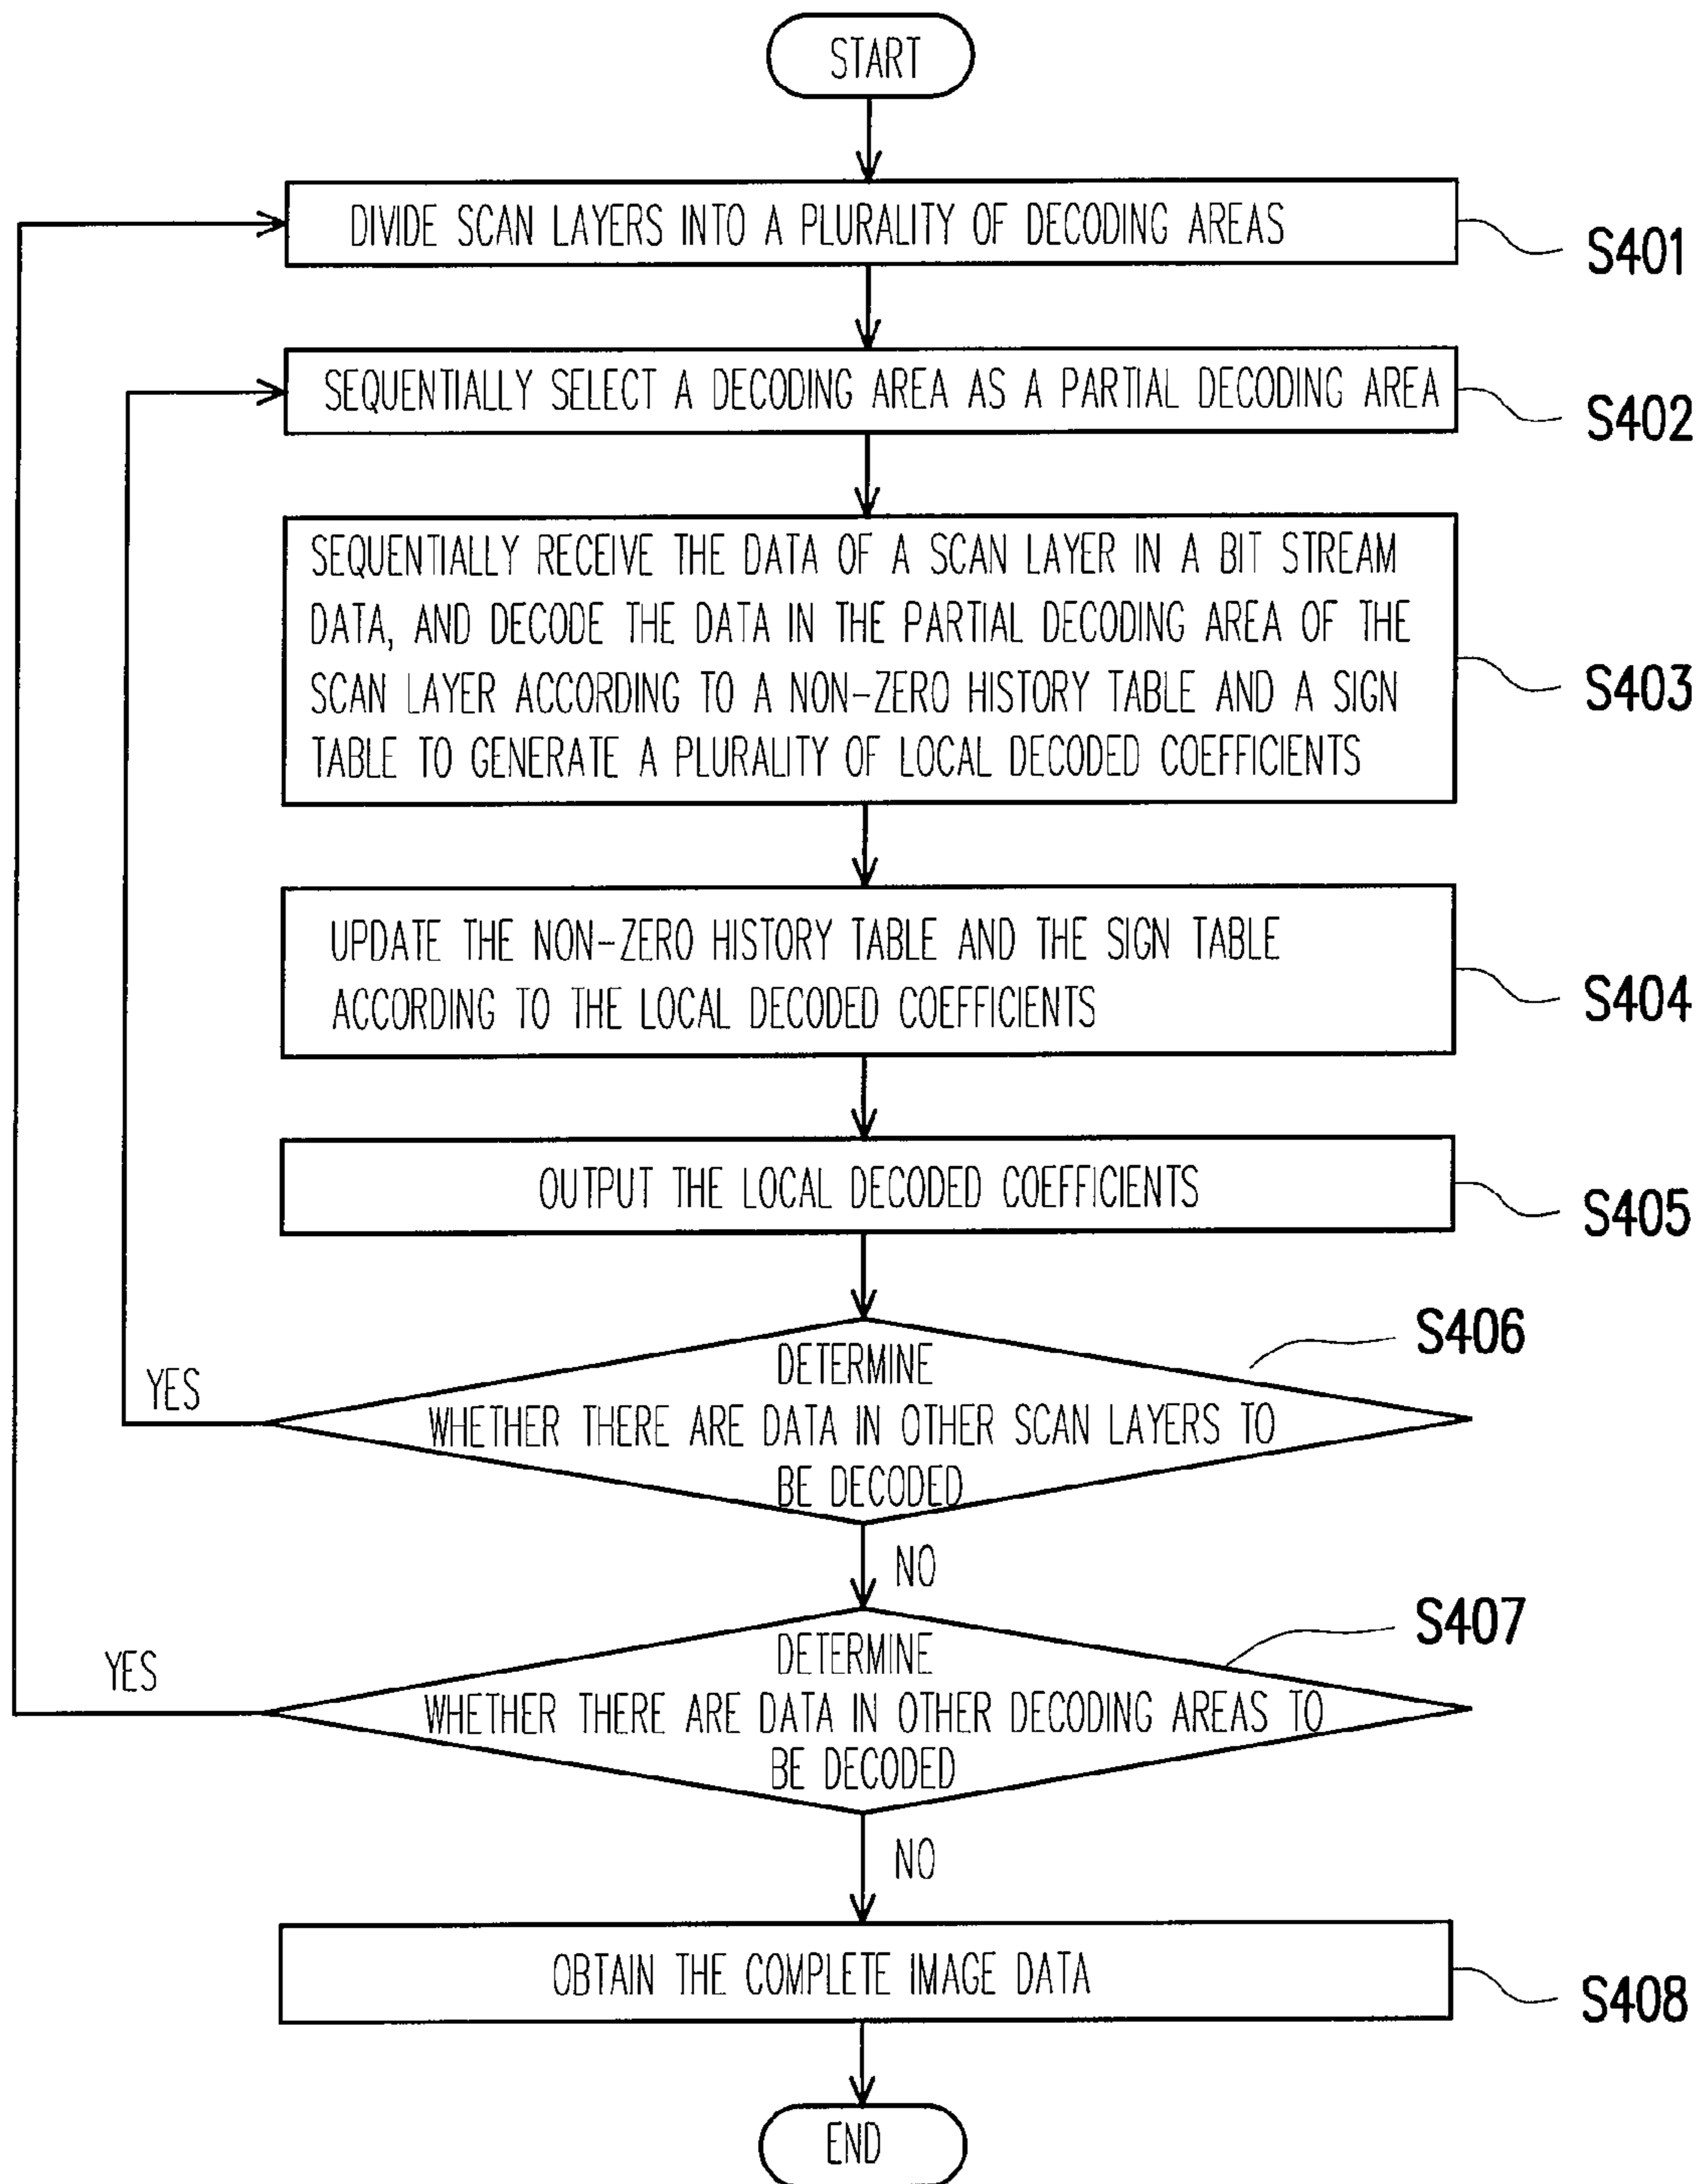 START
DIVIDE SCAN LAYERS INTO A PLURALITY OF DECODING AREAS
S401
SEQUENTIALLY SELECT A DECODING AREA AS A PARTIAL DECODING AREA
S402
SEQUENTIALLY RECEIVE THE DATA OF A SCAN LAYER IN A BIT STREAM
DATA, AND DECODE THE DATA IN THE PARTIAL DECODING AREA OF THE
SCAN LAYER ACCORDING TO A NON-ZERO HISTORY TABLE AND A SIGN
TABLE TO GENERATE A PLURALITY OF LOCAL DECODED COEFFICIENTS
S403
UPDATE THE NON-ZERO HISTORY TABLE AND THE SIGN TABLE
ACCORDING TO THE LOCAL DECODED COEFFICIENTS
S404
OUTPUT THE LOCAL DECODED COEFFICIENTS
S405
S406
DETERMINE
WHETHER THERE ARE DATA IN OTHER SCAN LAYERS TO
BE DECODED
YES
NO
S407
DETERMINE
WHETHER THERE ARE DATA IN OTHER DECODING AREAS TO
BE DECODED
YES
NO
OBTAIN THE COMPLETE IMAGE DATA
S408
END